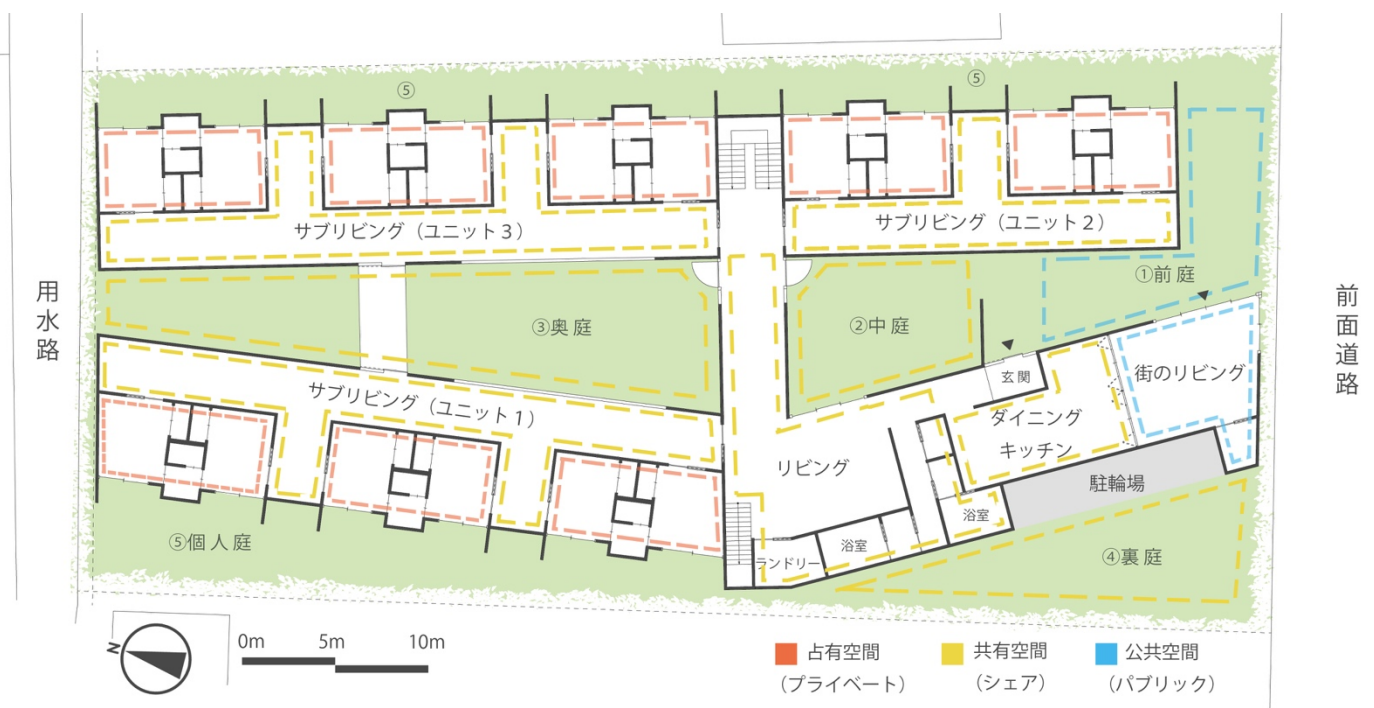 ⑤
⑤
サブリビング（ユニット３）
サブリビング（ユニット２）
①前庭
用水路
③奥庭
②中庭
前面道路
玄関
街のリビング
サブリビング（ユニット１）
ダイニング
キッチン
リビング
駐輪場
浴室
⑤個人庭
浴室
ランドリー
④裏庭
N
0m 5m 10m
占有空間
（プライベート）
共有空間
（シェア）
公共空間
（パブリック）